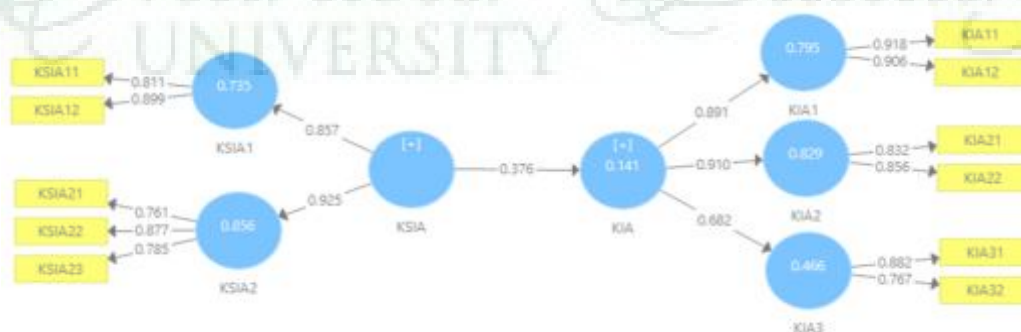 UNIVERSITY
KSIA11
KSIA12
0.811
0.899
0.735
KSIA1
0.857
KSIA21
KSIA22
KSIA23
0.761
0.877
0.785
0.856
KSIA2
0.925
[+]
KSIA
0.376
[+]
0.141
KIA
0.891
0.910
0.682
0.795
KIA1
0.918
0.906
KIA11
KIA12
0.829
KIA2
0.832
0.856
KIA21
KIA22
0.466
KIA3
0.882
0.767
KIA31
KIA32